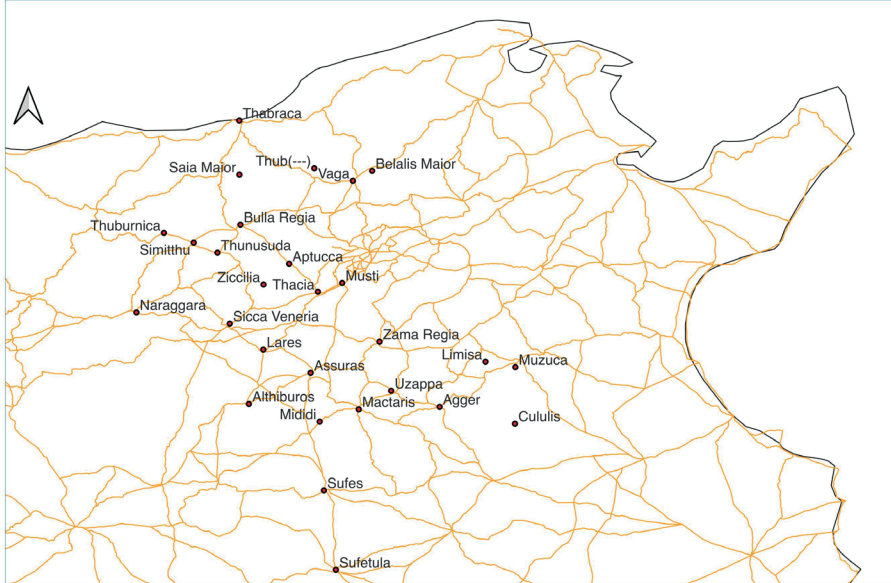 Thabraca
Thub(---)
Belalis Maior
Saia Maior
Vaga
Bulla Regia
Thuburnica
Simitthu
Thunusuda
Aptucca
Ziccilia
Thacia
Musti
Naraggara
Sicca Veneria
Zama Regia
Lares
Limisa
Muzuca
Assuras
Uzappa
Althiburos
Mactaris
Agger
Mididi
Cululis
Sufes
Sufetula